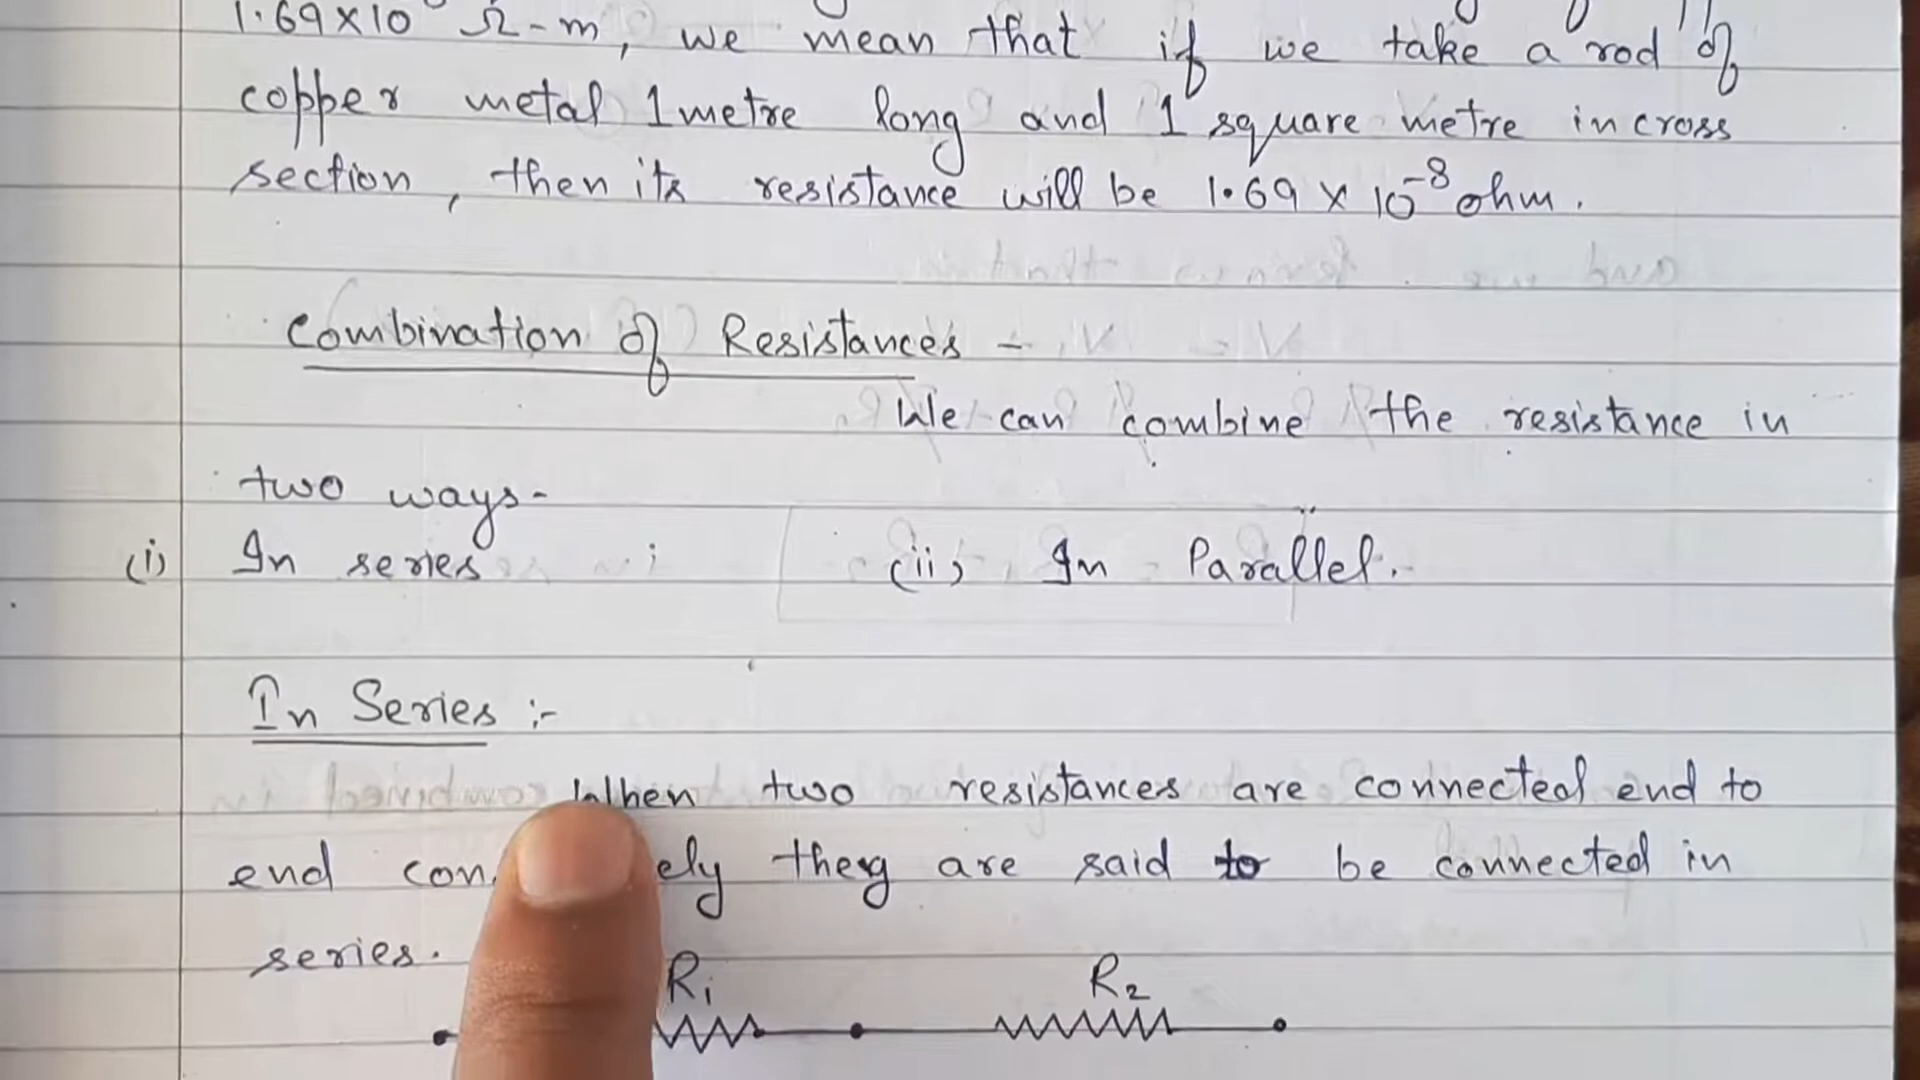 1.69×10 Ω-m, we mean that if we take a rod of
copper metal 1 metre long and 1 square metre in cross
section, then its resistance will be 1.69 × 10⁻⁸ ohm.
Combination of Resistances -
We can combine the resistance in
two ways-
(i) In series (ii) In Parallel.
In Series :-
When two resistances are connected end to
end they are said to be connected in
series.
R₁ R₂